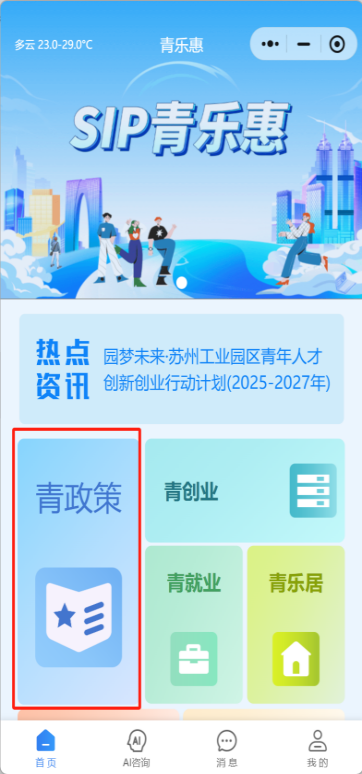 多云 23.0-29.0℃
青乐惠
SIP青乐惠
热点
资讯
园梦未来·苏州工业园区青年人才
创新创业行动计划(2025-2027年)
青政策
青创业
青就业
青乐居
AI
首页
AI咨询
消息
我的